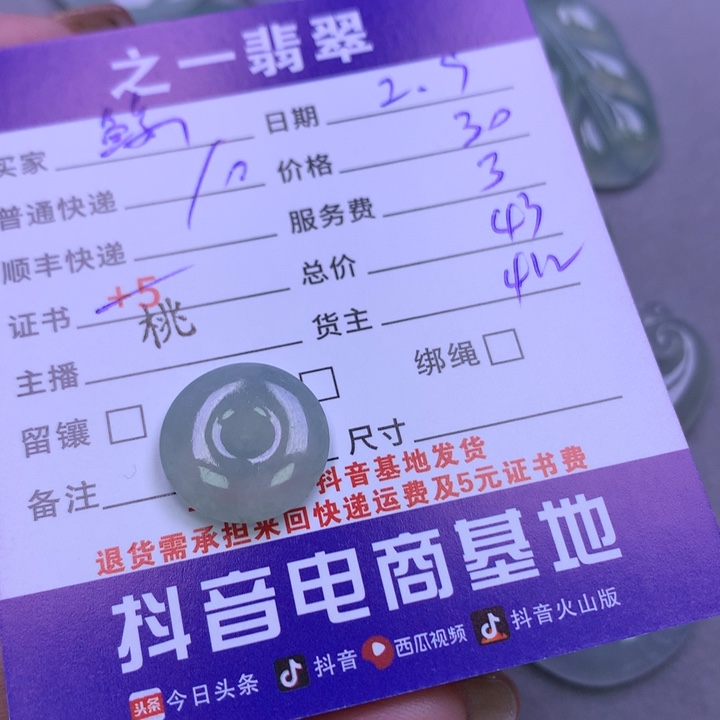 之一翡翠
买家 日期 2.5
普通快递 10 价格 30
顺丰快递 服务费 3
证书 +5 总价 43
主播 桃 货主
留镶 绑绳
备注 尺寸
抖音基地发货
退货需承担来回快递运费及5元证书费
抖音电商基地
头条 今日头条 抖音 西瓜视频 抖音火山版